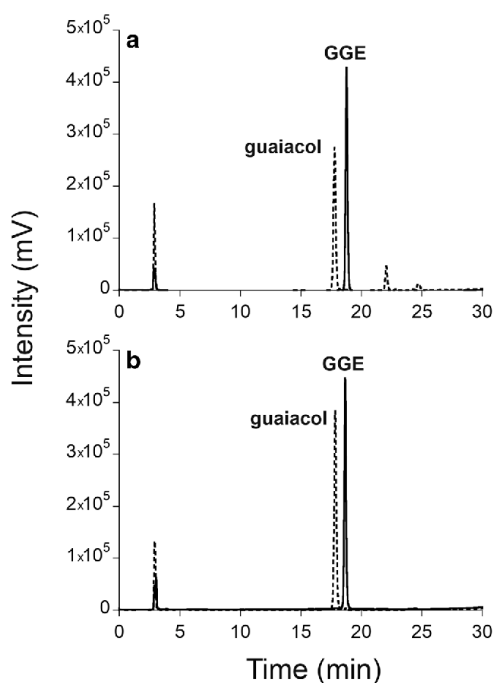 a
5x10⁵
4x10⁵
3x10⁵
2x10⁵
1x10⁵
0
GGE
guaiacol
0 5 10 15 20 25 30
b
5x10⁵
4x10⁵
3x10⁵
2x10⁵
1x10⁵
0
GGE
guaiacol
0 5 10 15 20 25 30
Intensity (mV)
Time (min)